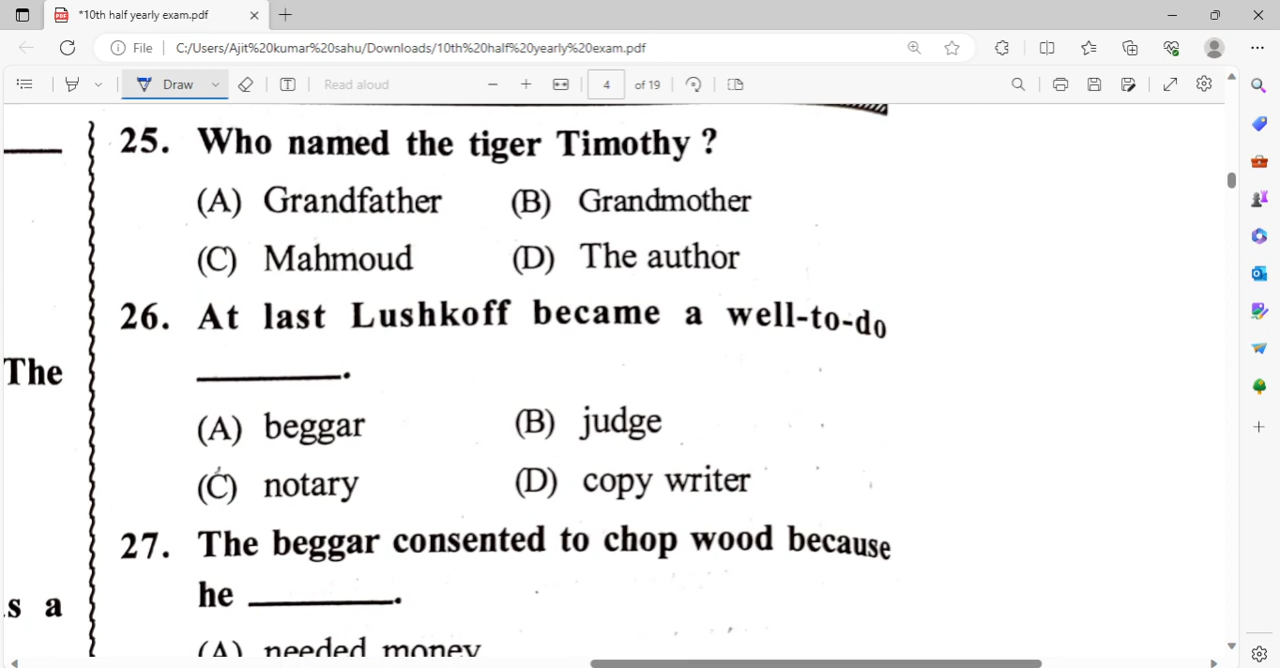 *10th half yearly exam.pdf
File
C:/Users/Ajit%20kumar%20sahu/Downloads/10th%20half%20yearly%20exam.pdf
Draw
Read aloud
4 of 19
25. Who named the tiger Timothy ?
(A) Grandfather (B) Grandmother
(C) Mahmoud (D) The author
26. At last Lushkoff became a well-to-do
________.
The
(A) beggar (B) judge
(C) notary (D) copy writer
27. The beggar consented to chop wood because
he ________.
s a
(A) needed money